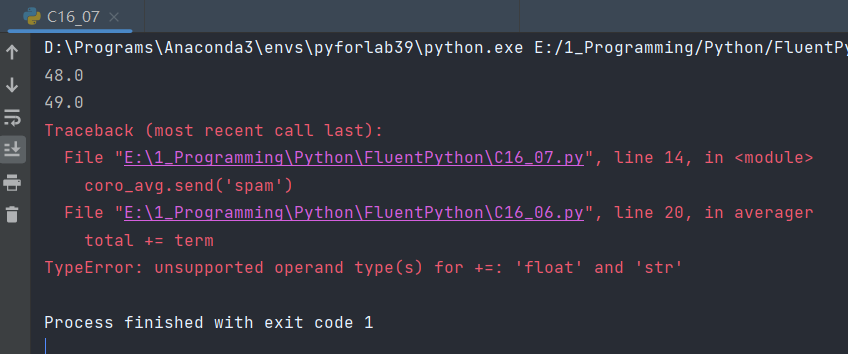 C16_07
D:\Programs\Anaconda3\envs\pyforlab39\python.exe E:/1_Programming/Python/FluentPy
48.0
49.0
Traceback (most recent call last):
  File "E:\1_Programming\Python\FluentPython\C16_07.py", line 14, in <module>
    coro_avg.send('spam')
  File "E:\1_Programming\Python\FluentPython\C16_06.py", line 20, in averager
    total += term
TypeError: unsupported operand type(s) for +=: 'float' and 'str'
Process finished with exit code 1